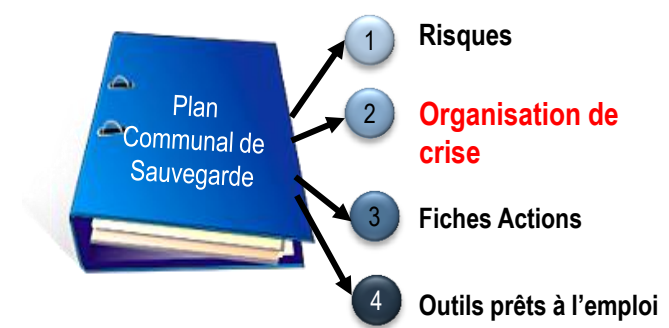 Plan
Communal de
Sauvegarde
1
Risques
2
Organisation de
crise
3
Fiches Actions
4
Outils prêts à l’emploi